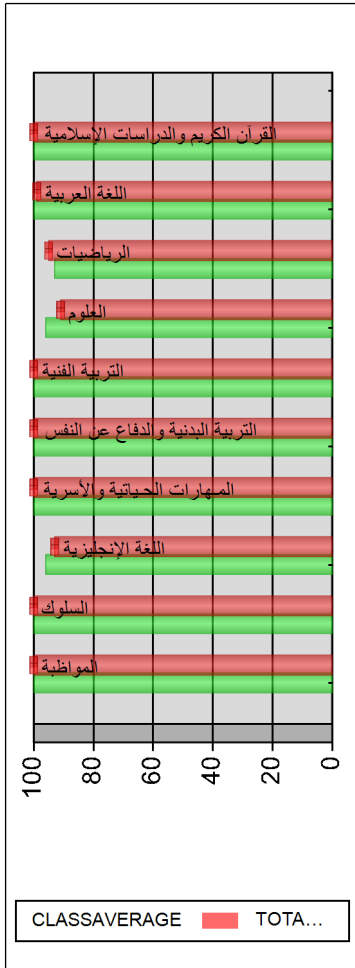 القرآن الكريم والدراسات الإسلامية
اللغة العربية
الرياضيات
العلوم
التربية الفنية
التربية البدنية والدفاع عن النفس
المهارات الحياتية والأسرية
اللغة الإنجليزية
السلوك
المواظبة
100 80 60 40 20 0
CLASSAVERAGE TOTA...